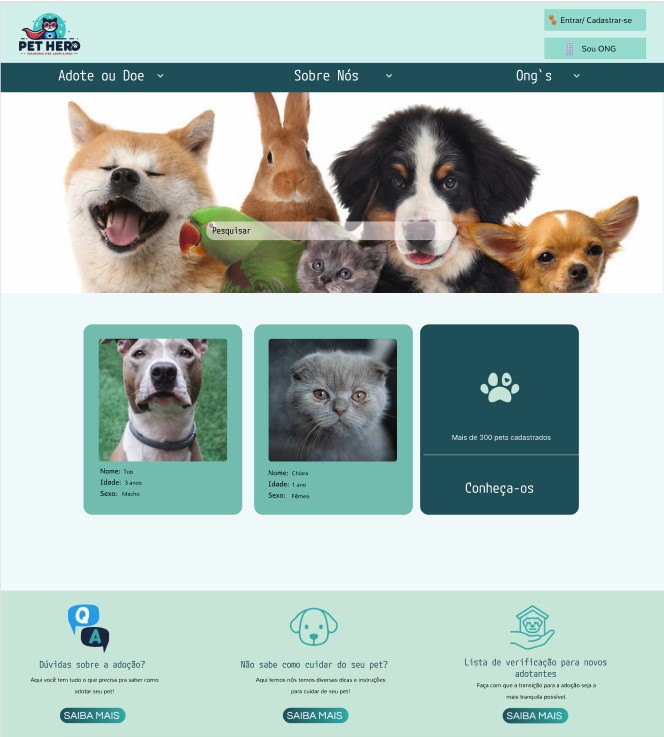 Entrar/ Cadastrar-se
PET HERO
Sou ONG
Adote ou Doe
Sobre Nós
Ong`s
Pesquisar
Nome: Tob
Idade: 3 anos
Sexo: Macho
Nome: Chiara
Idade: 1 ano
Sexo: Fêmea
Mais de 300 pets cadastrados
Conheça-os
Q
A
Dúvidas sobre a adoção?
Aqui você tem tudo o que precisa pra saber como
adotar seu pet!
SAIBA MAIS
Não sabe como cuidar do seu pet?
Aqui temos nós temos diversas dicas e instruções
para cuidar de seu pet!
SAIBA MAIS
Lista de verificação para novos
adotantes
Faça com que a transição para a adoção seja a
mais tranquila possível.
SAIBA MAIS